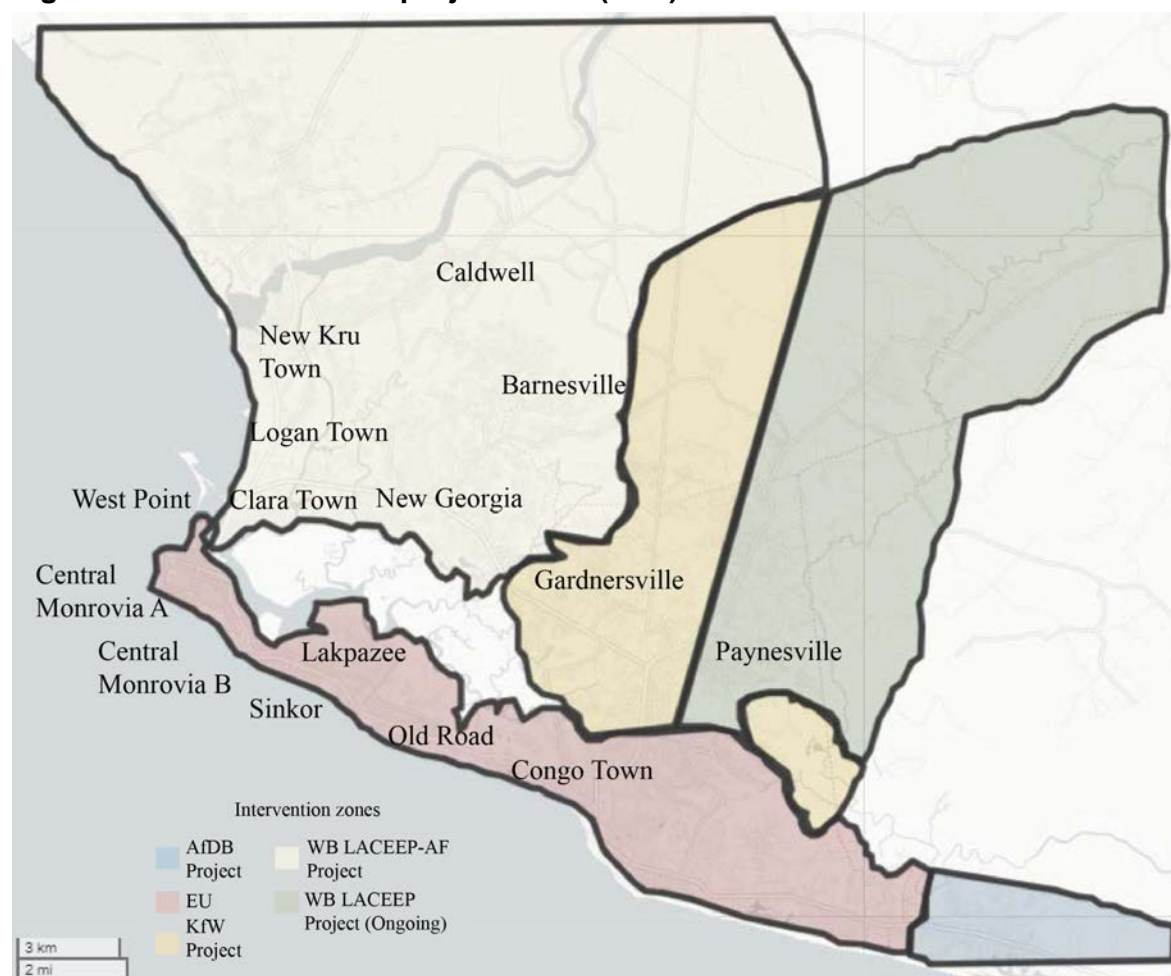 Caldwell
New Kru
Town
Barnesville
Logan Town
West Point
Clara Town
New Georgia
Central
Monrovia A
Gardnersville
Central
Monrovia B
Lakpazee
Paynesville
Sinkor
Old Road
Congo Town
Intervention zones
AfDB
Project
EU
KfW
Project
WB LACEEP-AF
Project
WB LACEEP
Project (Ongoing)
3 km
2 mi